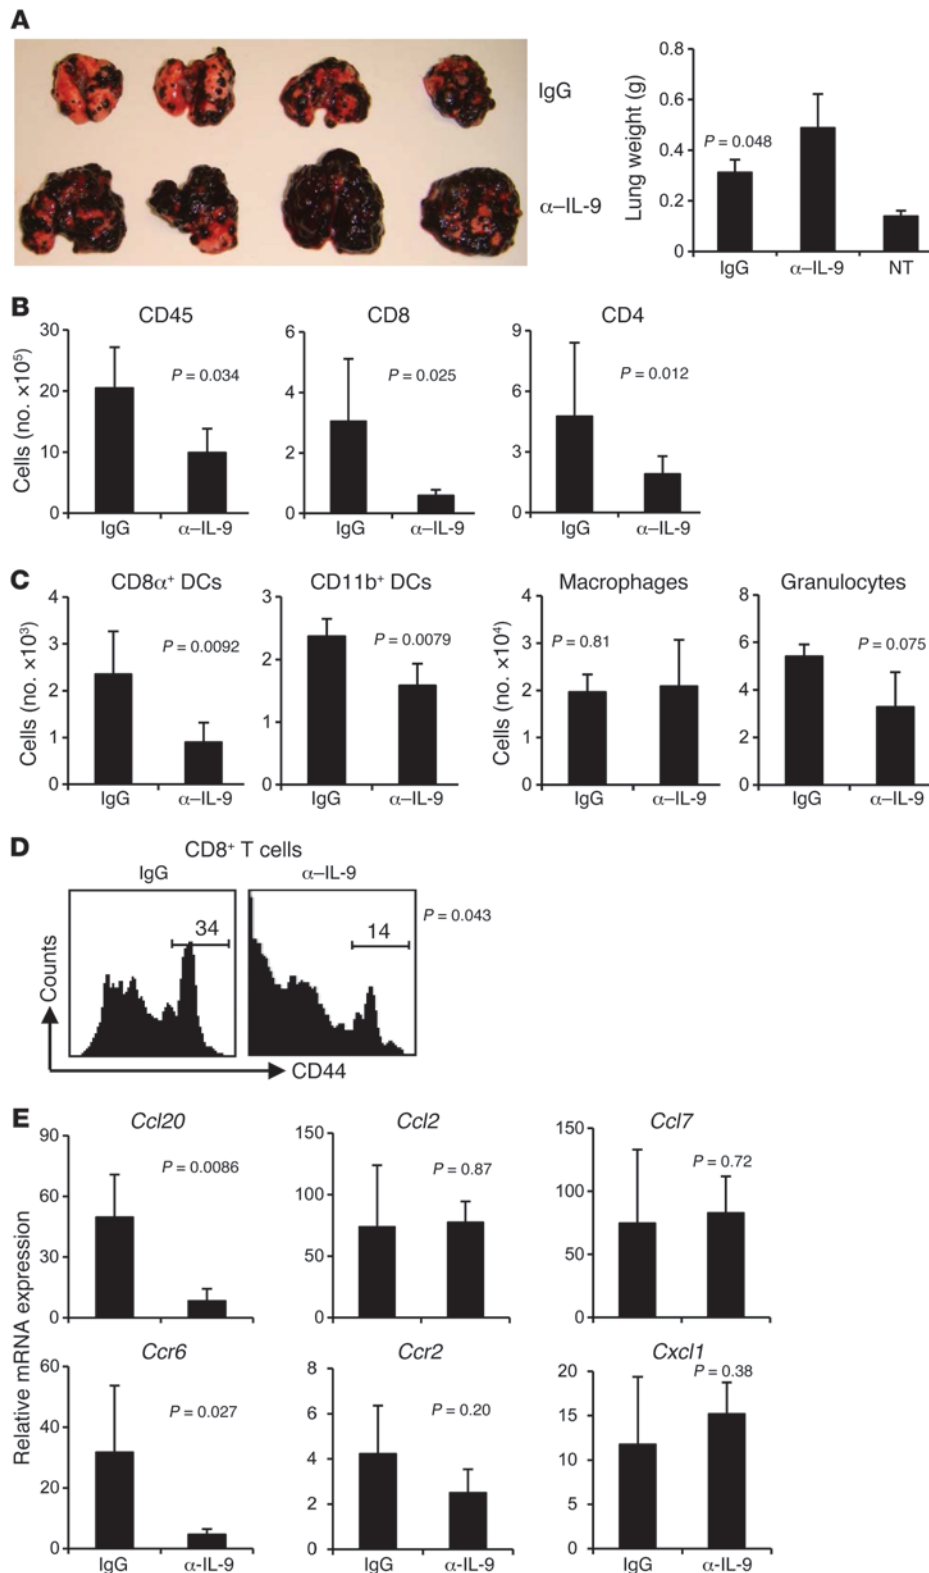 A
IgG
α–IL-9
Lung weight (g)
0.8
0.6
0.4
0.2
0
P = 0.048
IgG α–IL-9 NT
B
CD45 CD8 CD4
Cells (no. ×10⁵)
30
20
10
0
P = 0.034
IgG α–IL-9
6
4
2
0
P = 0.025
IgG α–IL-9
9
6
3
0
P = 0.012
IgG α–IL-9
C
CD8α⁺ DCs CD11b⁺ DCs Macrophages Granulocytes
Cells (no. ×10³)
4
3
2
1
0
P = 0.0092
IgG α–IL-9
3
2
1
0
P = 0.0079
IgG α–IL-9
Cells (no. ×10⁴)
4
3
2
1
0
P = 0.81
IgG α–IL-9
8
6
4
2
0
P = 0.075
IgG α–IL-9
D
CD8⁺ T cells
IgG α–IL-9
34
14
P = 0.043
Counts
CD44
E
Relative mRNA expression
Ccl20
90
60
30
0
P = 0.0086
Ccl2
150
100
50
0
P = 0.87
Ccl7
150
100
50
0
P = 0.72
Ccr6
60
40
20
0
P = 0.027
IgG α-IL-9
Ccr2
8
6
4
2
0
P = 0.20
IgG α-IL-9
Cxcl1
20
15
10
5
0
P = 0.38
IgG α-IL-9